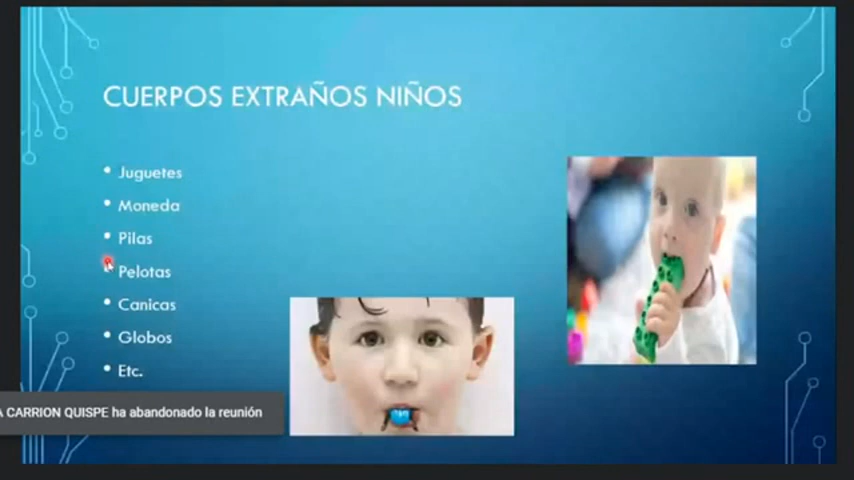 CUERPOS EXTRAÑOS NIÑOS
• Juguetes
• Moneda
• Pilas
• Pelotas
• Canicas
• Globos
• Etc.
A CARRION QUISPE ha abandonado la reunión